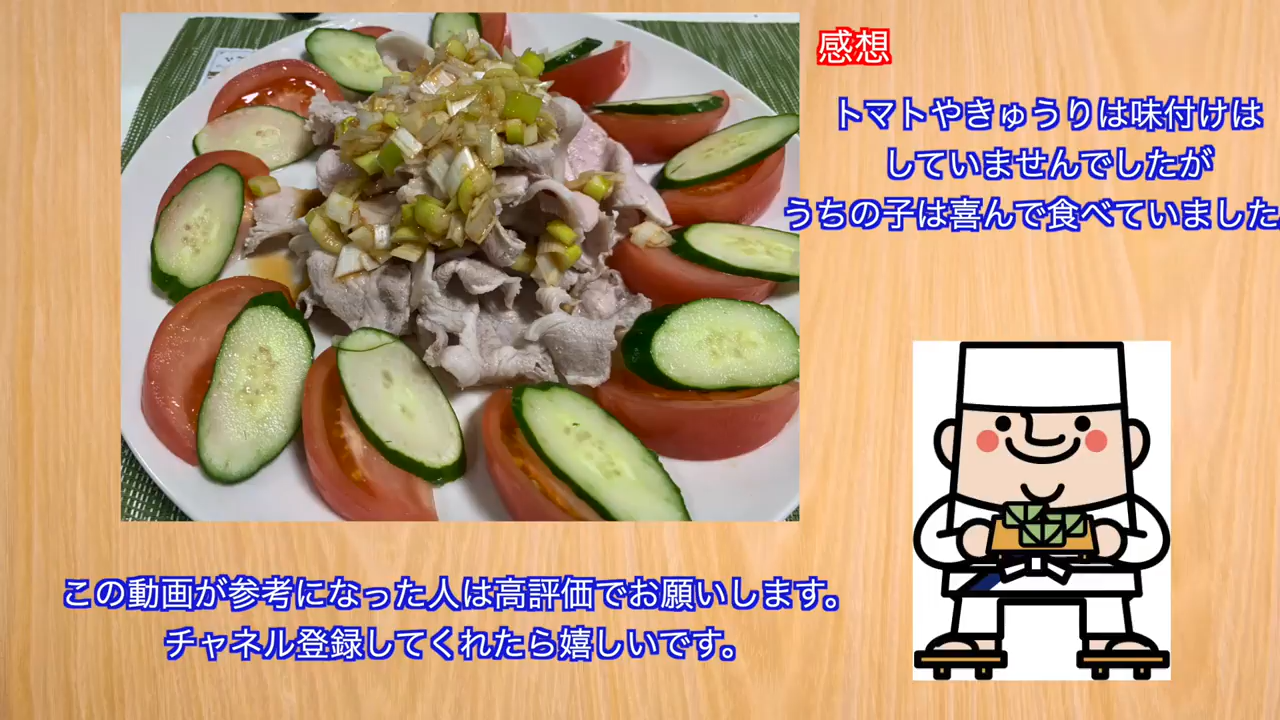 感想
トマトやきゅうりは味付けは
していませんでしたが
うちの子は喜んで食べていました
この動画が参考になった人は高評価でお願いします。
チャネル登録してくれたら嬉しいです。